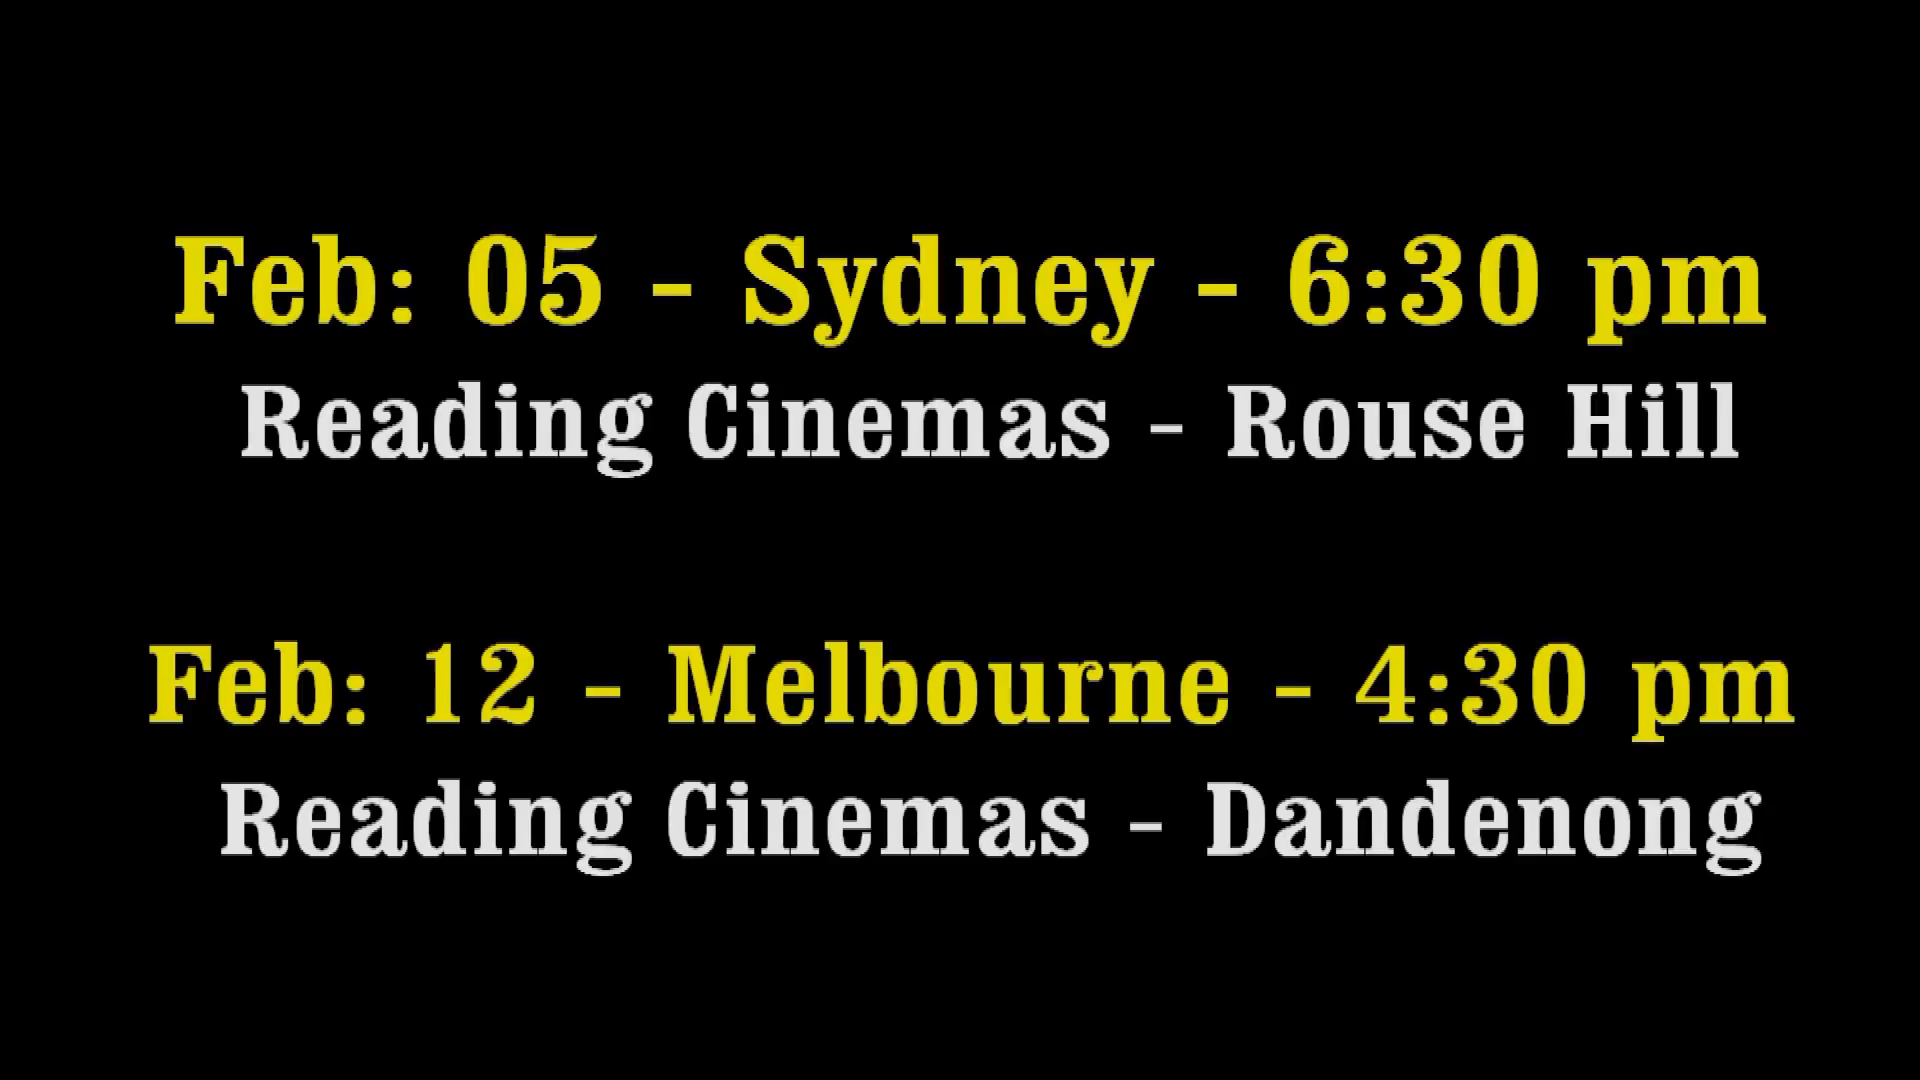 Feb: 05 - Sydney - 6:30 pm
Reading Cinemas - Rouse Hill
Feb: 12 - Melbourne - 4:30 pm
Reading Cinemas - Dandenong